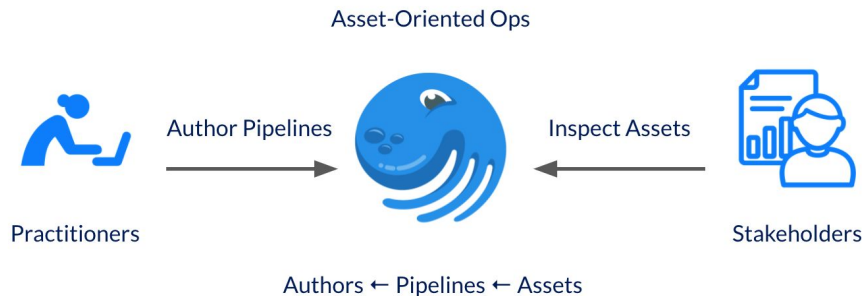 Asset-Oriented Ops
Author Pipelines
Inspect Assets
Practitioners
Stakeholders
Authors ← Pipelines ← Assets